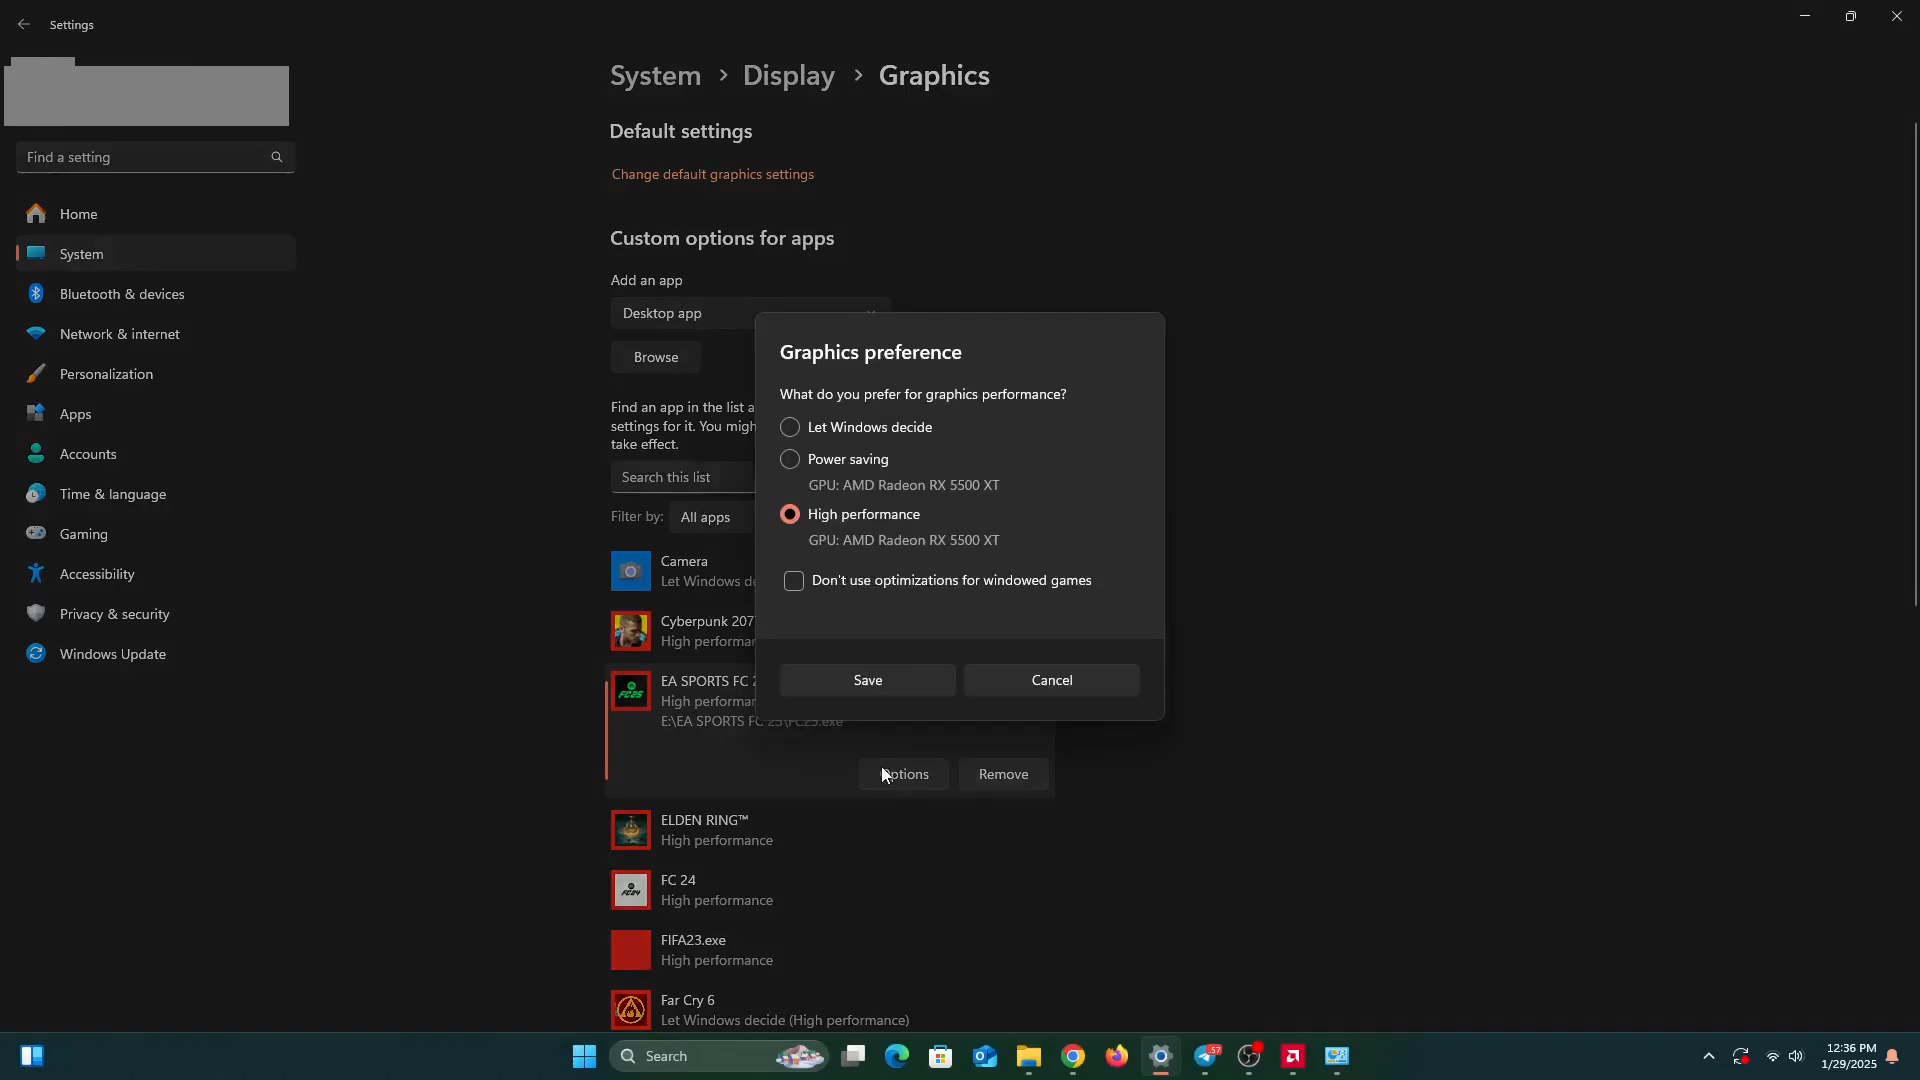 Settings
System > Display > Graphics
Default settings
Find a setting
Change default graphics settings
Home
Custom options for apps
System
Add an app
Bluetooth & devices
Desktop app
Network & internet
Browse
Graphics preference
Personalization
What do you prefer for graphics performance?
Find an app in the list a
Apps
settings for it. You migh
Let Windows decide
take effect.
Accounts
Power saving
Search this list
GPU: AMD Radeon RX 5500 XT
Time & language
Filter by:
All apps
High performance
Gaming
GPU: AMD Radeon RX 5500 XT
Camera
Accessibility
Let Windows de
Don't use optimizations for windowed games
Privacy & security
Cyberpunk 207
High performan
Windows Update
EA SPORTS FC 2
Save
Cancel
High performan
E:\EA SPORTS FC 25\FC25.exe
Options
Remove
ELDEN RING™
High performance
FC 24
High performance
FIFA23.exe
High performance
Far Cry 6
Let Windows decide (High performance)
Search
57
12:36 PM
1/29/2025